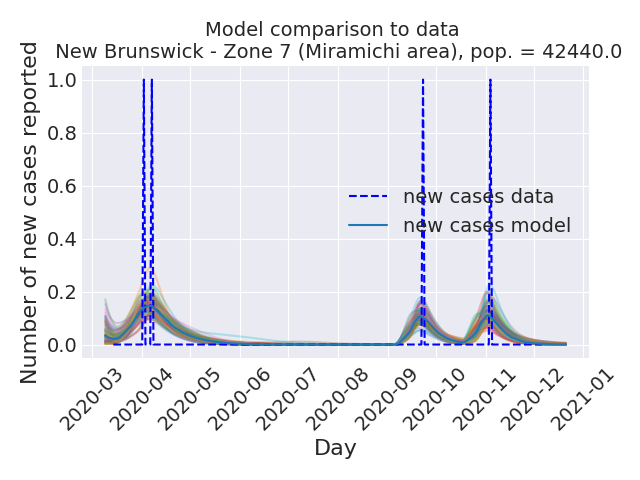 Model comparison to data
New Brunswick - Zone 7 (Miramichi area), pop. = 42440.0
Number of new cases reported
1.0
0.8
0.6
0.4
0.2
0.0
new cases data
new cases model
2020-03
2020-04
2020-05
2020-06
2020-07
2020-08
2020-09
2020-10
2020-11
2020-12
2021-01
Day